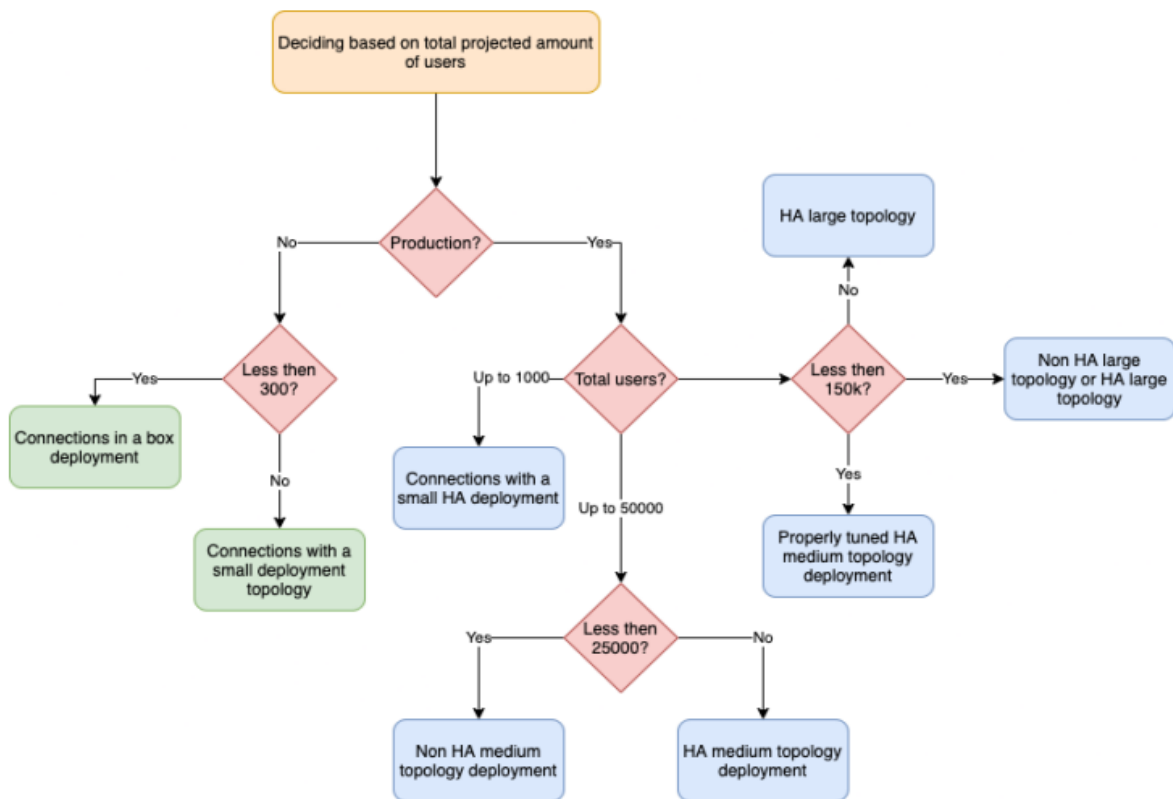 Deciding based on total projected amount
of users
Production?
No
Yes
HA large topology
No
Less then
300?
Yes
Total users?
Up to 1000
Less then
150k?
Yes
Non HA large
topology or HA large
topology
Connections in a box
deployment
No
Connections with a
small HA deployment
Yes
Up to 50000
Connections with a
small deployment
topology
Properly tuned HA
medium topology
deployment
Less then
25000?
Yes
No
Non HA medium
topology deployment
HA medium topology
deployment